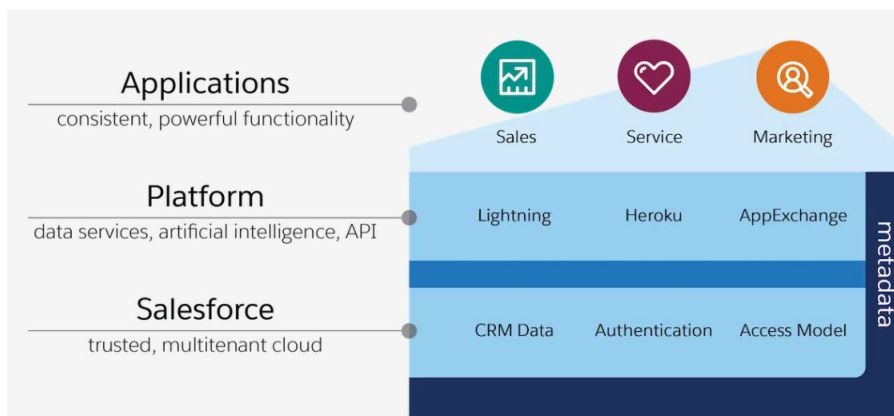 Applications
consistent, powerful functionality
Sales
Service
Marketing
Platform
data services, artificial intelligence, API
Lightning
Heroku
AppExchange
Salesforce
trusted, multitenant cloud
CRM Data
Authentication
Access Model
metadata